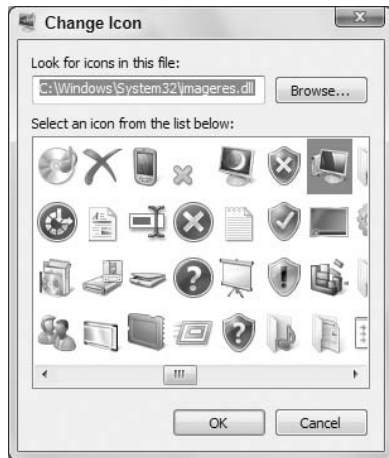 Change Icon
Look for icons in this file:
C:\Windows\System32\imageres.dll
Browse...
Select an icon from the list below:
OK
Cancel